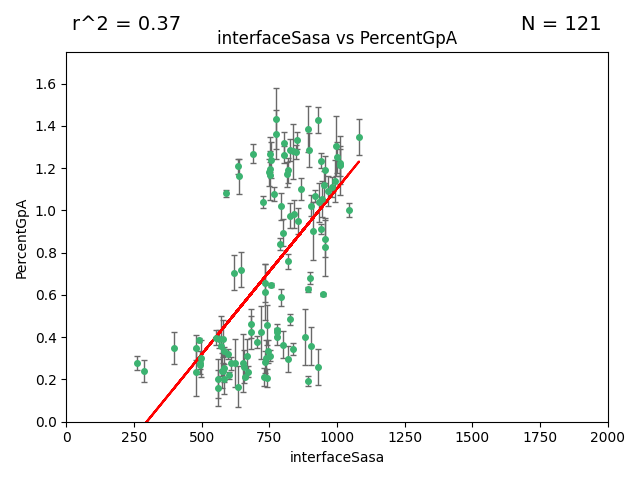 r^2 = 0.37
N = 121
interfaceSasa vs PercentGpA
PercentGpA
1.6
1.4
1.2
1.0
0.8
0.6
0.4
0.2
0.0
0 250 500 750 1000 1250 1500 1750 2000
interfaceSasa